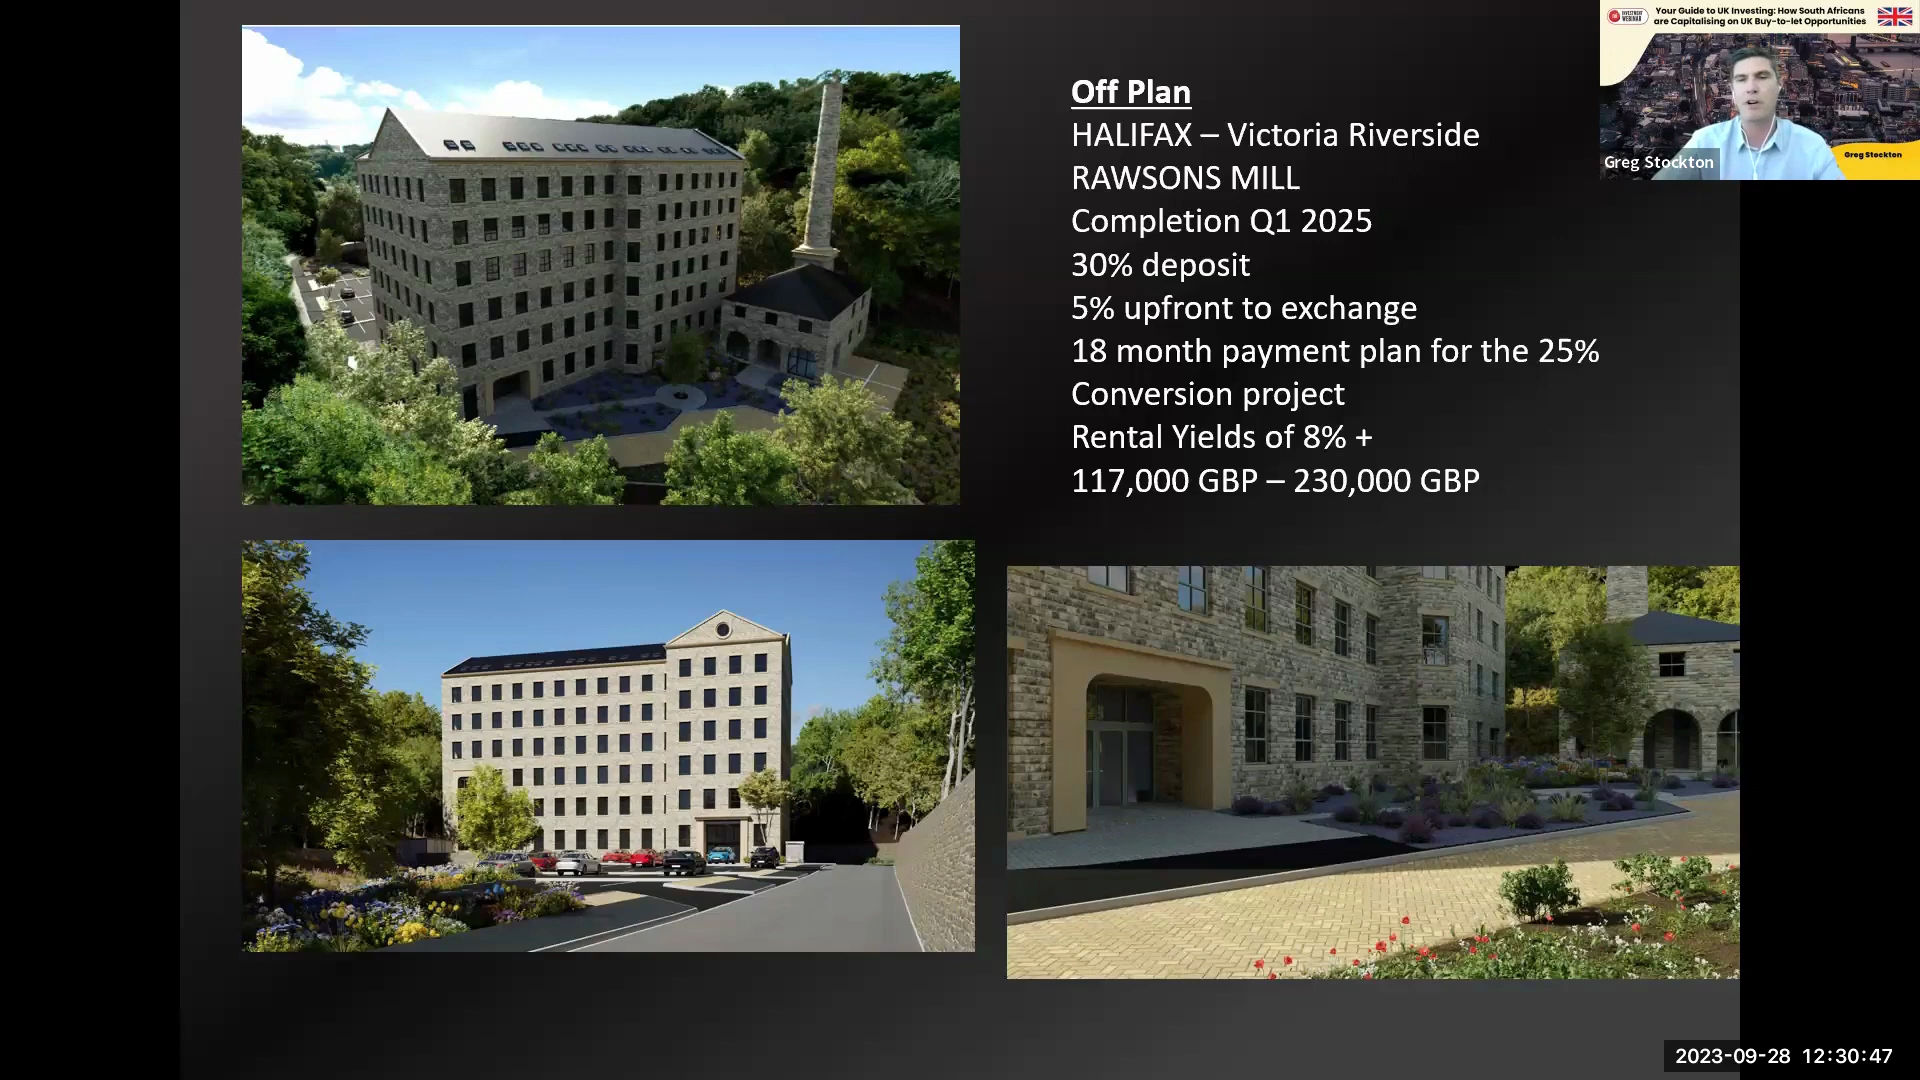 Off Plan
HALIFAX – Victoria Riverside
RAWSONS MILL
Completion Q1 2025
30% deposit
5% upfront to exchange
18 month payment plan for the 25%
Conversion project
Rental Yields of 8% +
117,000 GBP – 230,000 GBP
INVESTMENT
WEBINAR
Your Guide to UK Investing: How South Africans
are Capitalising on UK Buy-to-let Opportunities
Greg Stockton
Greg Stockton
2023-09-28 12:30:47